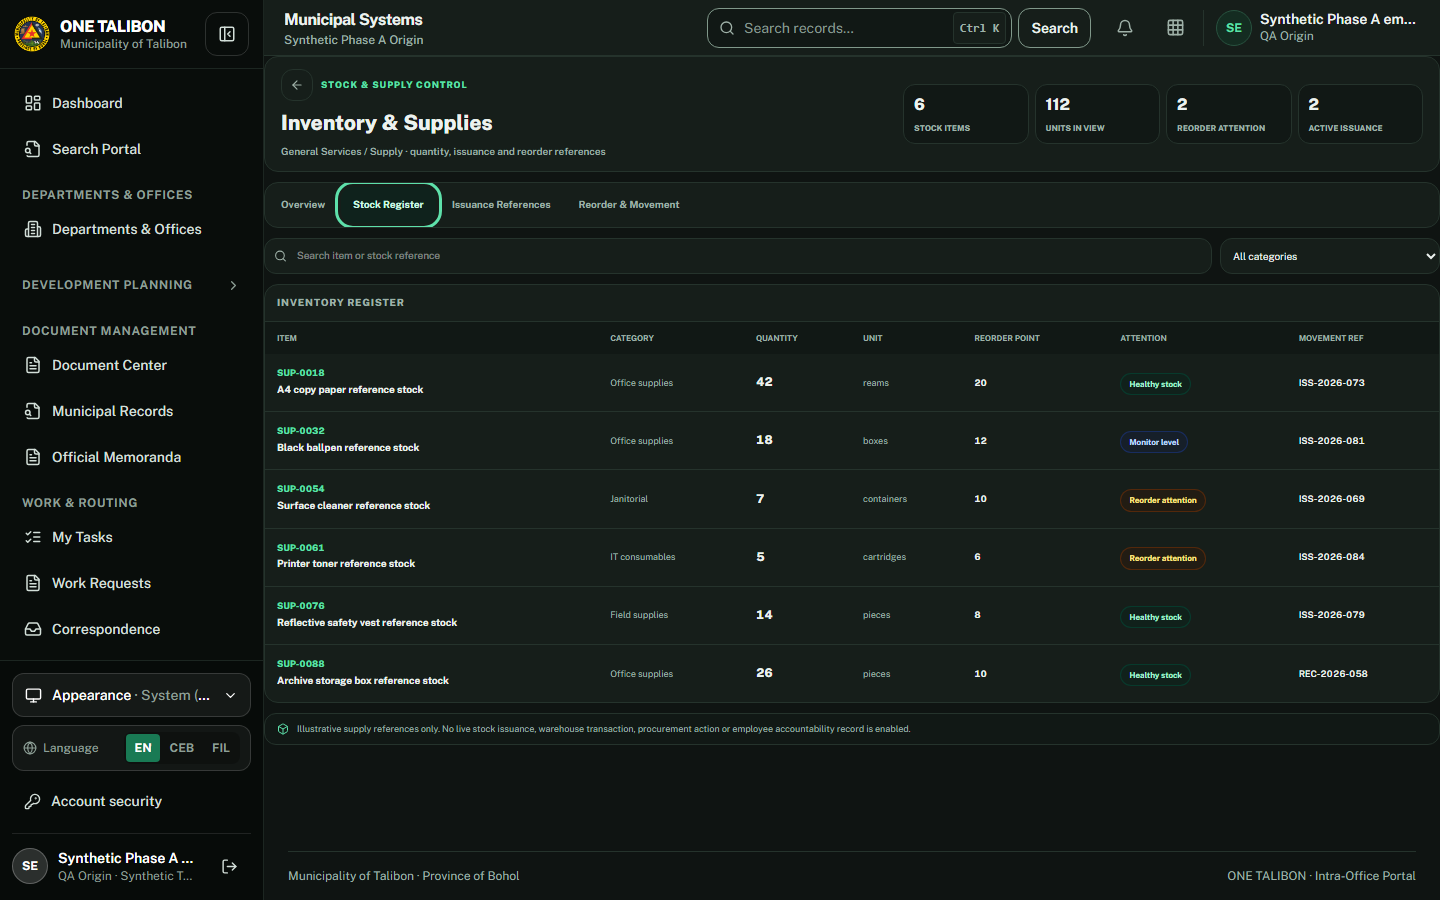 ONE TALIBON
Municipality of Talibon
Dashboard
Search Portal
DEPARTMENTS & OFFICES
Departments & Offices
DEVELOPMENT PLANNING
DOCUMENT MANAGEMENT
Document Center
Municipal Records
Official Memoranda
WORK & ROUTING
My Tasks
Work Requests
Correspondence
Appearance · System (...
Language EN CEB FIL
Account security
SE Synthetic Phase A ...
QA Origin · Synthetic T...
Municipal Systems
Synthetic Phase A Origin
Search records... Ctrl K Search
SE Synthetic Phase A em...
QA Origin
STOCK & SUPPLY CONTROL
Inventory & Supplies
General Services / Supply · quantity, issuance and reorder references
6 STOCK ITEMS
112 UNITS IN VIEW
2 REORDER ATTENTION
2 ACTIVE ISSUANCE
Overview Stock Register Issuance References Reorder & Movement
Search item or stock reference All categories
INVENTORY REGISTER
ITEM CATEGORY QUANTITY UNIT REORDER POINT ATTENTION MOVEMENT REF
SUP-0018
A4 copy paper reference stock Office supplies 42 reams 20 Healthy stock ISS-2026-073
SUP-0032
Black ballpen reference stock Office supplies 18 boxes 12 Monitor level ISS-2026-081
SUP-0054
Surface cleaner reference stock Janitorial 7 containers 10 Reorder attention ISS-2026-069
SUP-0061
Printer toner reference stock IT consumables 5 cartridges 6 Reorder attention ISS-2026-084
SUP-0076
Reflective safety vest reference stock Field supplies 14 pieces 8 Healthy stock ISS-2026-079
SUP-0088
Archive storage box reference stock Office supplies 26 pieces 10 Healthy stock REC-2026-058
Illustrative supply references only. No live stock issuance, warehouse transaction, procurement action or employee accountability record is enabled.
Municipality of Talibon · Province of Bohol
ONE TALIBON · Intra-Office Portal